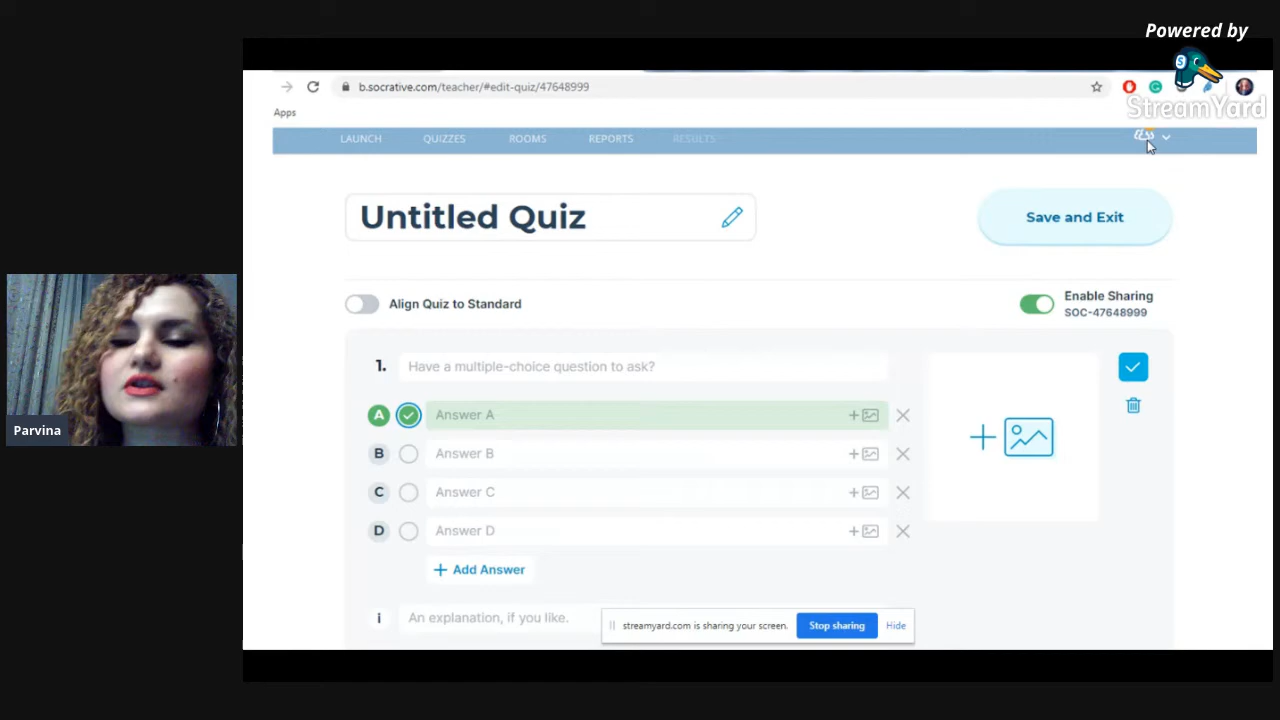 Powered by
StreamYard
b.socrative.com/teacher/#edit-quiz/47648999
Apps
LAUNCH QUIZZES ROOMS REPORTS RESULTS
Untitled Quiz
Save and Exit
Align Quiz to Standard
Enable Sharing
SOC-47648999
1. Have a multiple-choice question to ask?
A Answer A
B Answer B
C Answer C
D Answer D
+ Add Answer
i An explanation, if you like.
streamyard.com is sharing your screen. Stop sharing Hide
Parvina